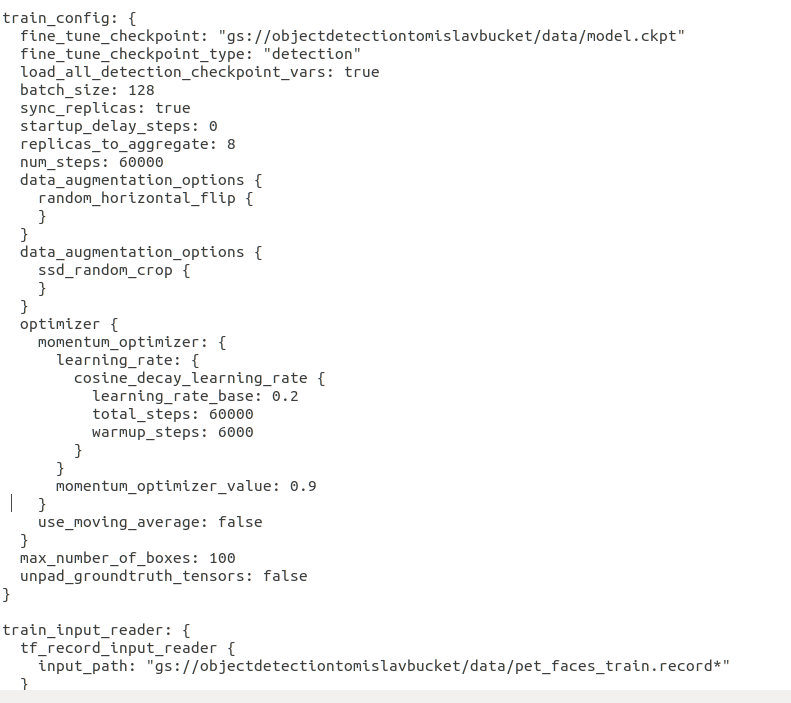 train_config: {
  fine_tune_checkpoint: "gs://objectdetectiontomislavbucket/data/model.ckpt"
  fine_tune_checkpoint_type: "detection"
  load_all_detection_checkpoint_vars: true
  batch_size: 128
  sync_replicas: true
  startup_delay_steps: 0
  replicas_to_aggregate: 8
  num_steps: 60000
  data_augmentation_options {
    random_horizontal_flip {
    }
  }
  data_augmentation_options {
    ssd_random_crop {
    }
  }
  optimizer {
    momentum_optimizer: {
      learning_rate: {
        cosine_decay_learning_rate {
          learning_rate_base: 0.2
          total_steps: 60000
          warmup_steps: 6000
        }
      }
      momentum_optimizer_value: 0.9
    }
    use_moving_average: false
  }
  max_number_of_boxes: 100
  unpad_groundtruth_tensors: false
}

train_input_reader: {
  tf_record_input_reader {
    input_path: "gs://objectdetectiontomislavbucket/data/pet_faces_train.record*"
  }